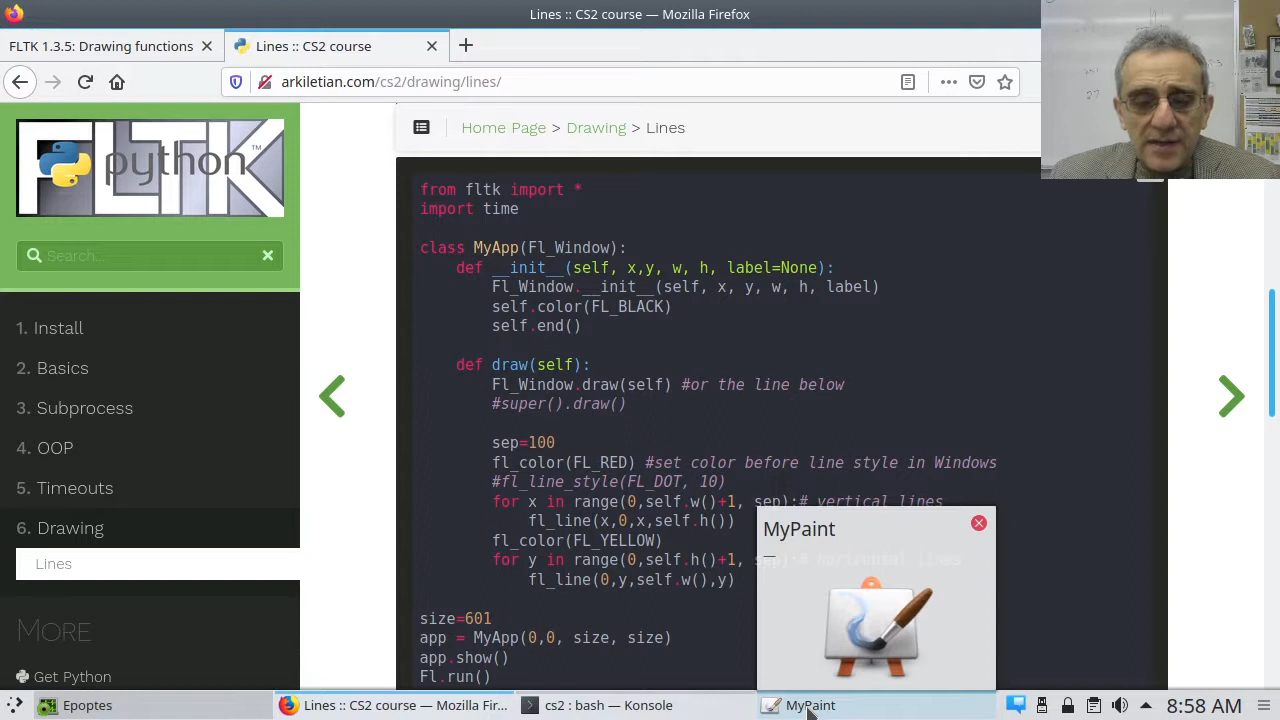 Lines :: CS2 course — Mozilla Firefox
FLTK 1.3.5: Drawing functions
Lines :: CS2 course
arkiletian.com/cs2/drawing/lines/
FLTK python™
Search...
1. Install
2. Basics
3. Subprocess
4. OOP
5. Timeouts
6. Drawing
Lines
MORE
Get Python
Home Page > Drawing > Lines
from fltk import *
import time
class MyApp(Fl_Window):
def __init__(self, x,y, w, h, label=None):
Fl_Window.__init__(self, x, y, w, h, label)
self.color(FL_BLACK)
self.end()
def draw(self):
Fl_Window.draw(self) #or the line below
#super().draw()
sep=100
fl_color(FL_RED) #set color before line style in Windows
#fl_line_style(FL_DOT, 10)
for x in range(0,self.w()+1, sep):# vertical lines
fl_line(x,0,x,self.h())
fl_color(FL_YELLOW)
for y in range(0,self.h()+1, sep):# horizontal lines
fl_line(0,y,self.w(),y)
size=601
app = MyApp(0,0, size, size)
app.show()
Fl.run()
MyPaint
Epoptes
Lines :: CS2 course — Mozilla Fir...
cs2 : bash — Konsole
MyPaint
8:58 AM
27